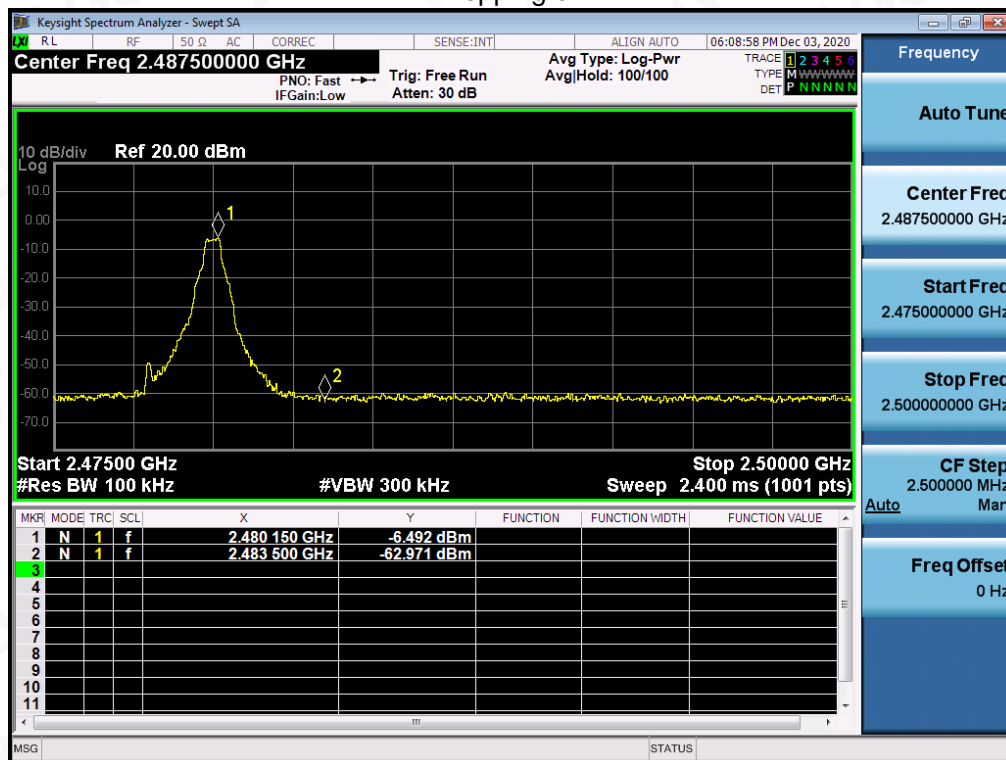 Keysight Spectrum Analyzer - Swept SA
LXI RL RF 50 Ω AC CORREC SENSE:INT ALIGN AUTO 06:08:58 PM Dec 03, 2020
Center Freq 2.487500000 GHz
PNO: Fast
IFGain:Low
Trig: Free Run
Atten: 30 dB
Avg Type: Log-Pwr
Avg|Hold: 100/100
TRACE 1 2 3 4 5 6
TYPE M WWWWW
DET P N N N N N
10 dB/div Ref 20.00 dBm
Log
10.0
0.00
-10.0
-20.0
-30.0
-40.0
-50.0
-60.0
-70.0
1
2
Start 2.47500 GHz Stop 2.50000 GHz
#Res BW 100 kHz #VBW 300 kHz Sweep 2.400 ms (1001 pts)
MKR MODE TRC SCL X Y FUNCTION FUNCTION WIDTH FUNCTION VALUE
1 N 1 f 2.480 150 GHz -6.492 dBm
2 N 1 f 2.483 500 GHz -62.971 dBm
3
4
5
6
7
8
9
10
11
MSG STATUS
Frequency
Auto Tune
Center Freq
2.487500000 GHz
Start Freq
2.475000000 GHz
Stop Freq
2.500000000 GHz
CF Step
2.500000 MHz
Auto Man
Freq Offset
0 Hz